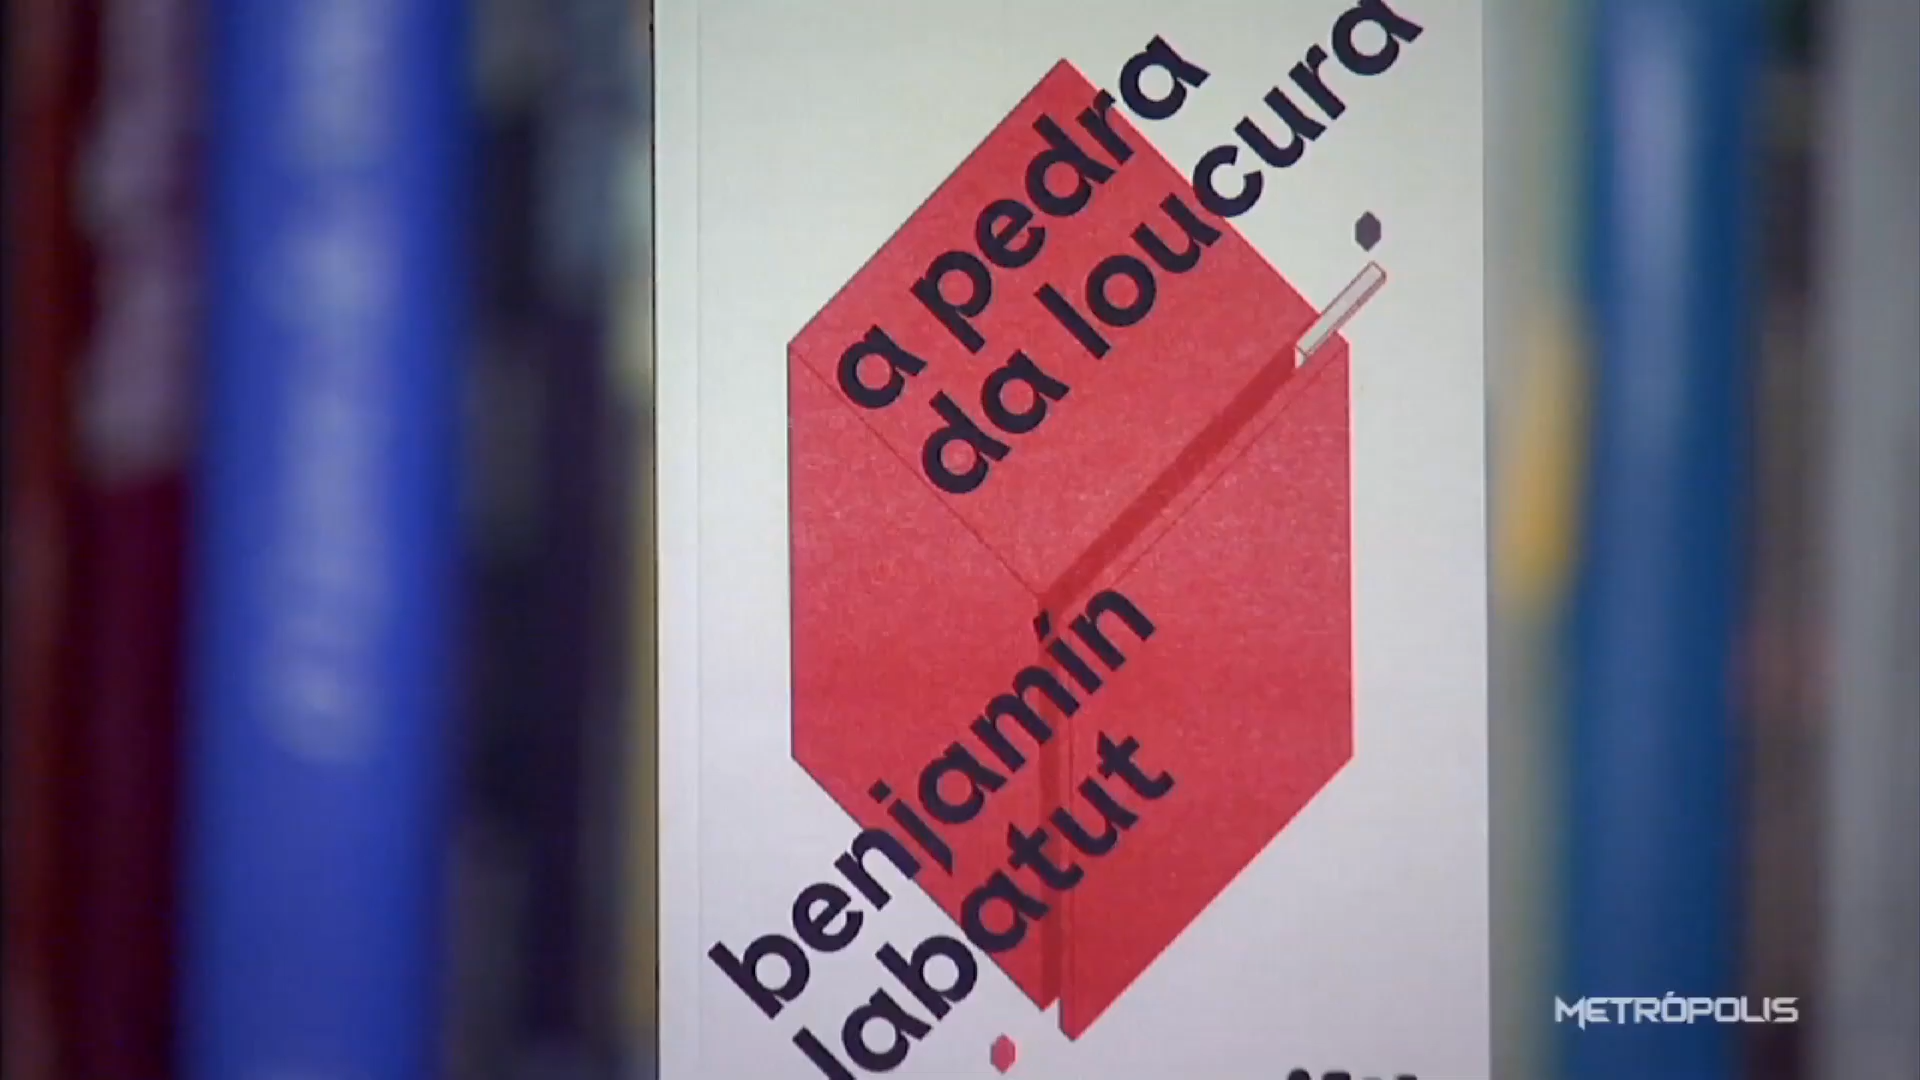 a pedra
da loucura
benjamín
labatut
METRÓPOLIS